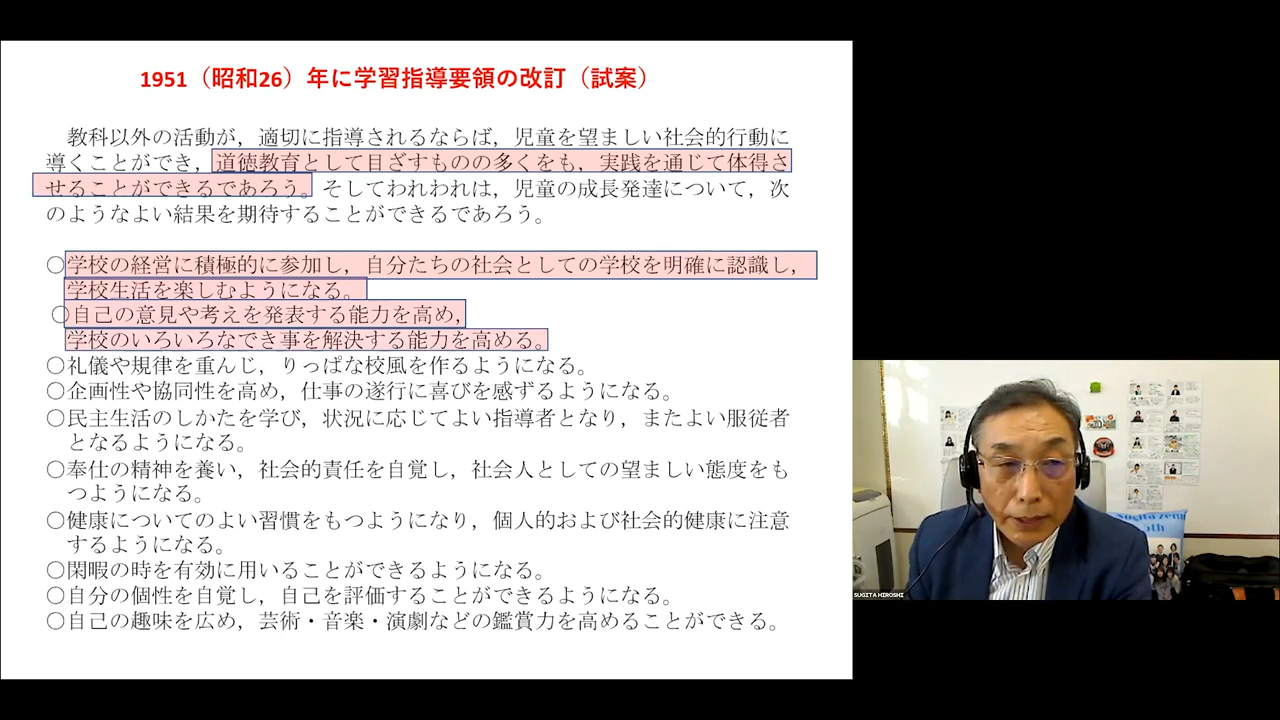 1951（昭和26）年に学習指導要領の改訂（試案）
教科以外の活動が，適切に指導されるならば，児童を望ましい社会的行動に
導くことができ，道徳教育として目ざすものの多くをも，実践を通じて体得さ
せることができるであろう。そしてわれわれは，児童の成長発達について，次
のようなよい結果を期待することができるであろう。
○学校の経営に積極的に参加し，自分たちの社会としての学校を明確に認識し，
学校生活を楽しむようになる。
○自己の意見や考えを発表する能力を高め，
学校のいろいろなでき事を解決する能力を高める。
○礼儀や規律を重んじ，りっぱな校風を作るようになる。
○企画性や協同性を高め，仕事の遂行に喜びを感ずるようになる。
○民主生活のしかたを学び，状況に応じてよい指導者となり，またよい服従者
となるようになる。
○奉仕の精神を養い，社会的責任を自覚し，社会人としての望ましい態度をも
つようになる。
○健康についてのよい習慣をもつようになり，個人的および社会的健康に注意
するようになる。
○閑暇の時を有効に用いることができるようになる。
○自分の個性を自覚し，自己を評価することができるようになる。
○自己の趣味を広め，芸術・音楽・演劇などの鑑賞力を高めることができる。
Sugita zemi
SUGITA HIROSHI